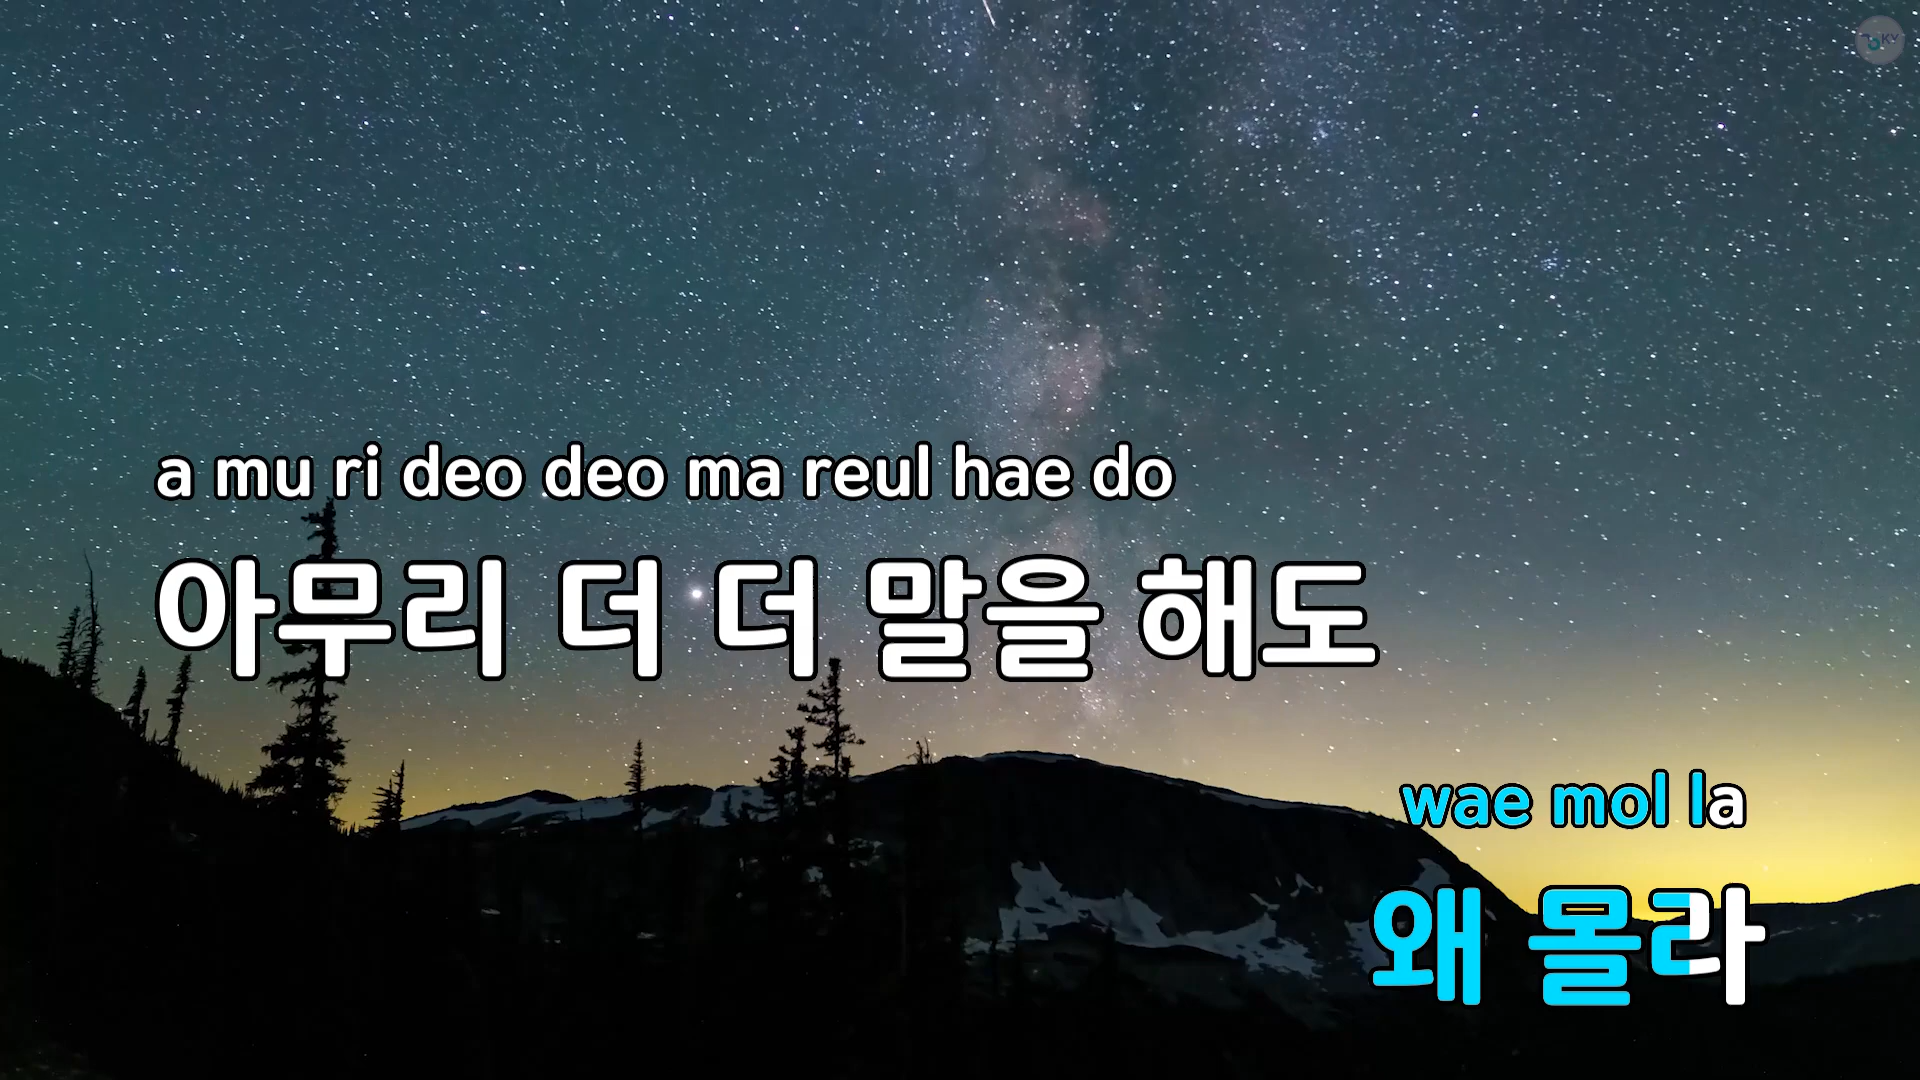 KY
a mu ri deo deo ma reul hae do
아무리 더 더 말을 해도
wae mol la
왜 몰라